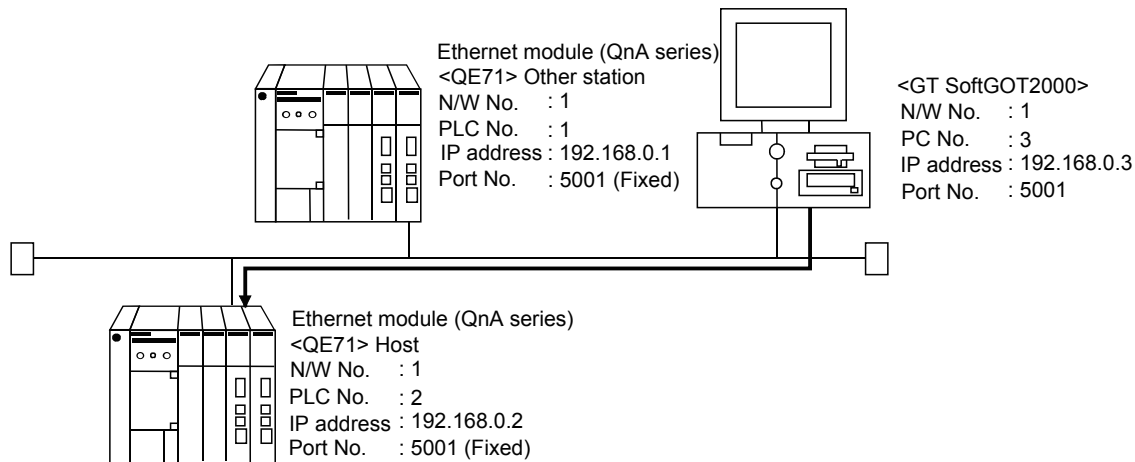 Ethernet module (QnA series)
<QE71> Other station
N/W No. : 1
PLC No. : 1
IP address : 192.168.0.1
Port No. : 5001 (Fixed)
<GT SoftGOT2000>
N/W No. : 1
PC No. : 3
IP address : 192.168.0.3
Port No. : 5001
Ethernet module (QnA series)
<QE71> Host
N/W No. : 1
PLC No. : 2
IP address : 192.168.0.2
Port No. : 5001 (Fixed)